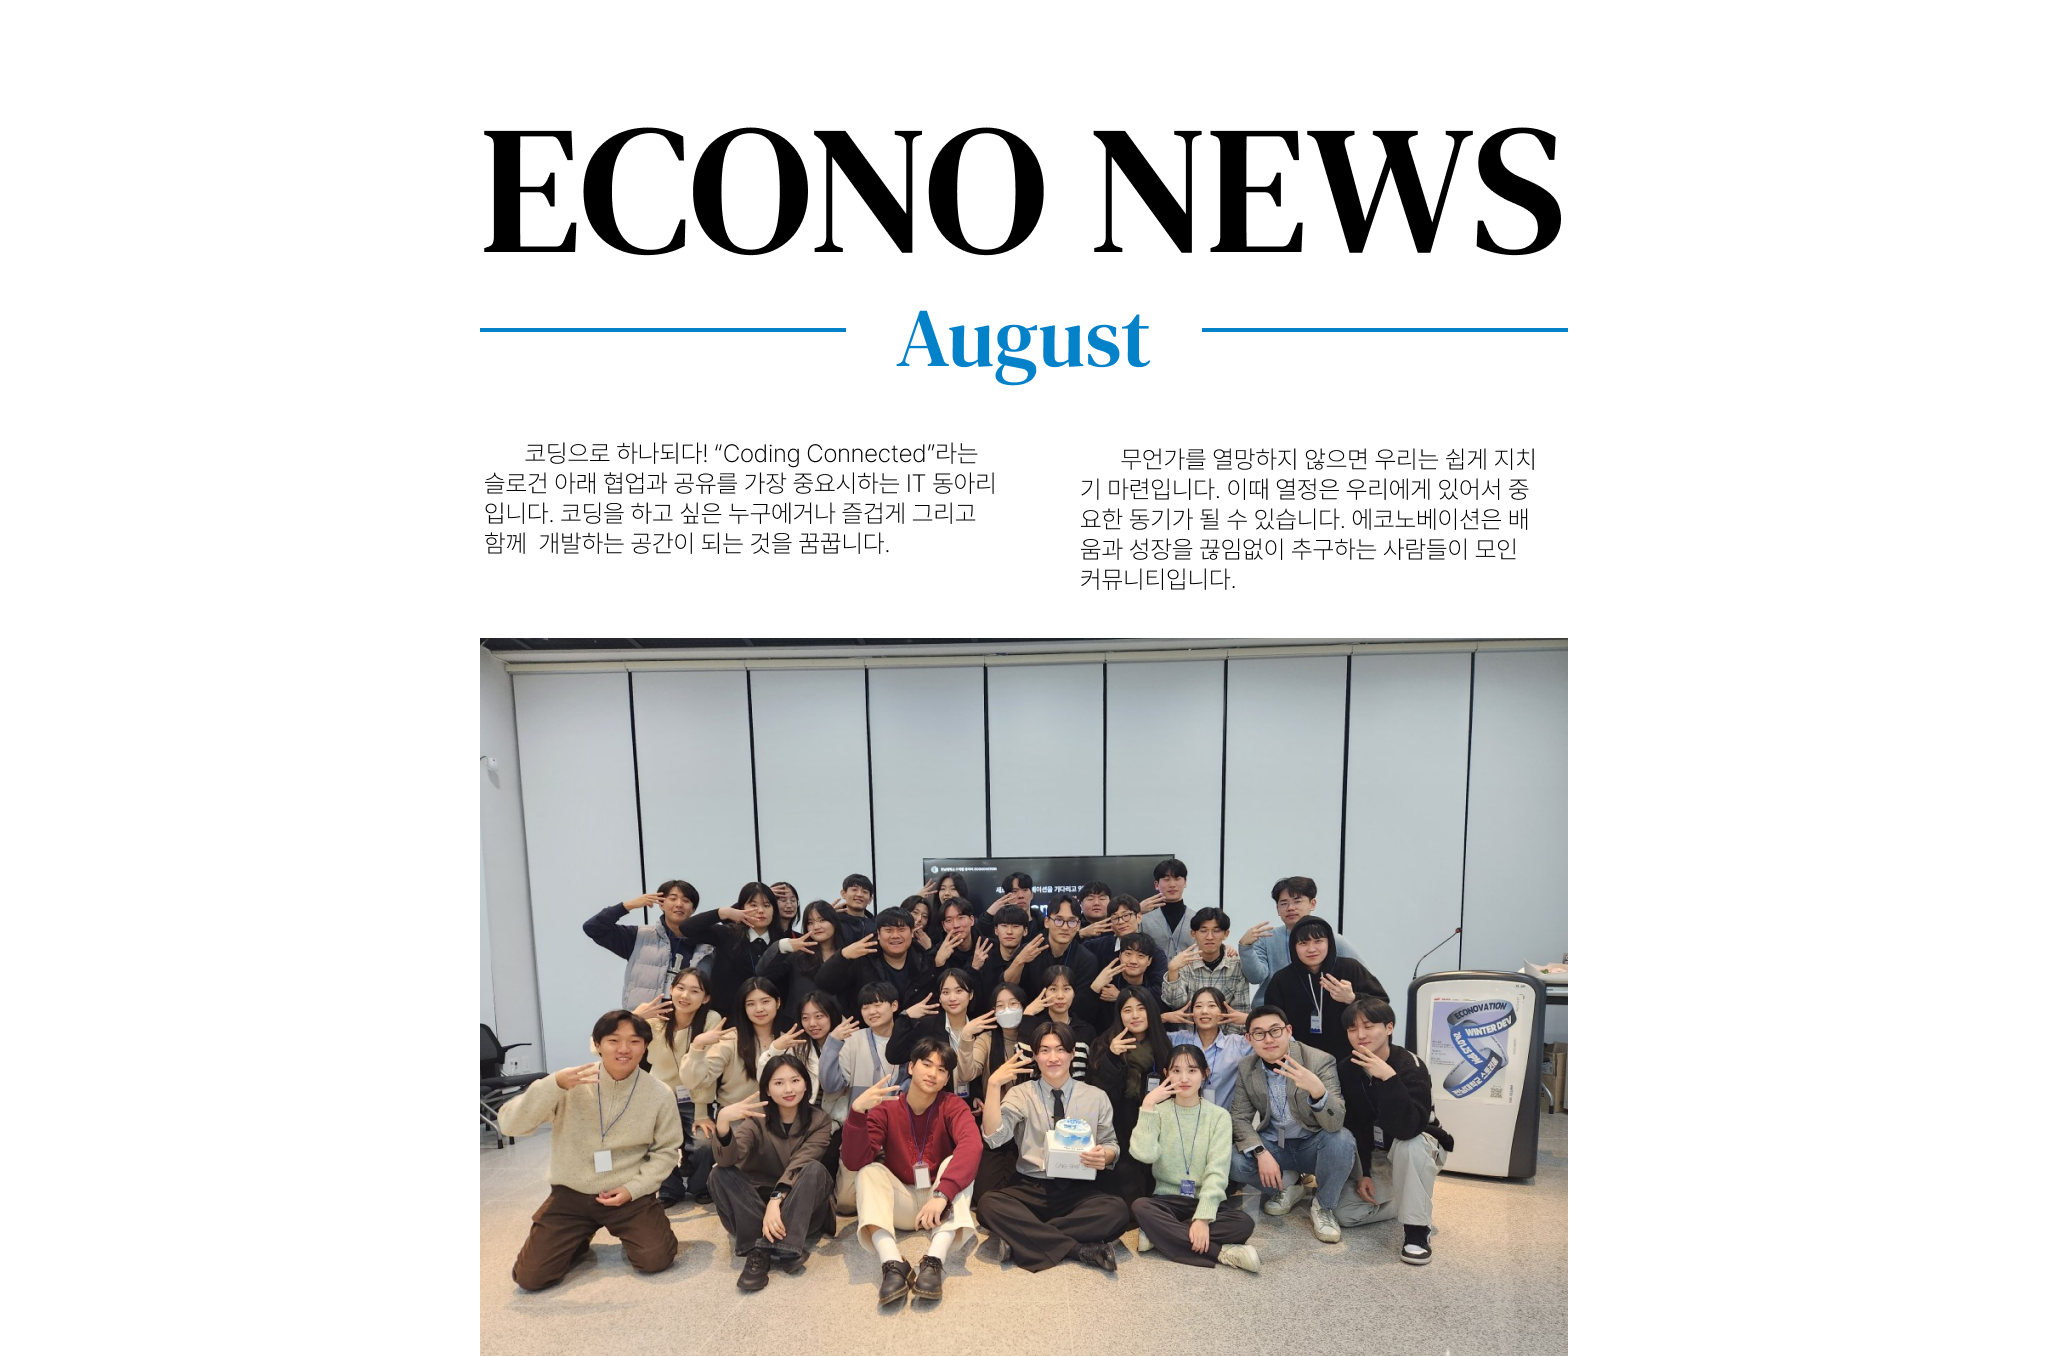 ECONO NEWS
August
코딩으로 하나되다! “Coding Connected”라는
슬로건 아래 협업과 공유를 가장 중요시하는 IT 동아리
입니다. 코딩을 하고 싶은 누구에거나 즐겁게 그리고
함께  개발하는 공간이 되는 것을 꿈꿉니다.
무언가를 열망하지 않으면 우리는 쉽게 지치
기 마련입니다. 이때 열정은 우리에게 있어서 중
요한 동기가 될 수 있습니다. 에코노베이션은 배
움과 성장을 끊임없이 추구하는 사람들이 모인
커뮤니티입니다.
기다리고
ECONOVATION
WINTER DEV